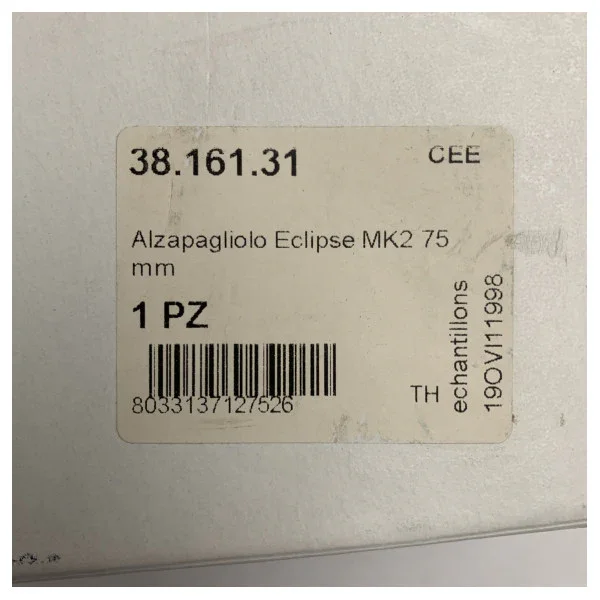 38.161.31
CEE
Alzapagliolo Eclipse MK2 75
mm
1 PZ
8033137127526
TH
echantillons
19OVI11998